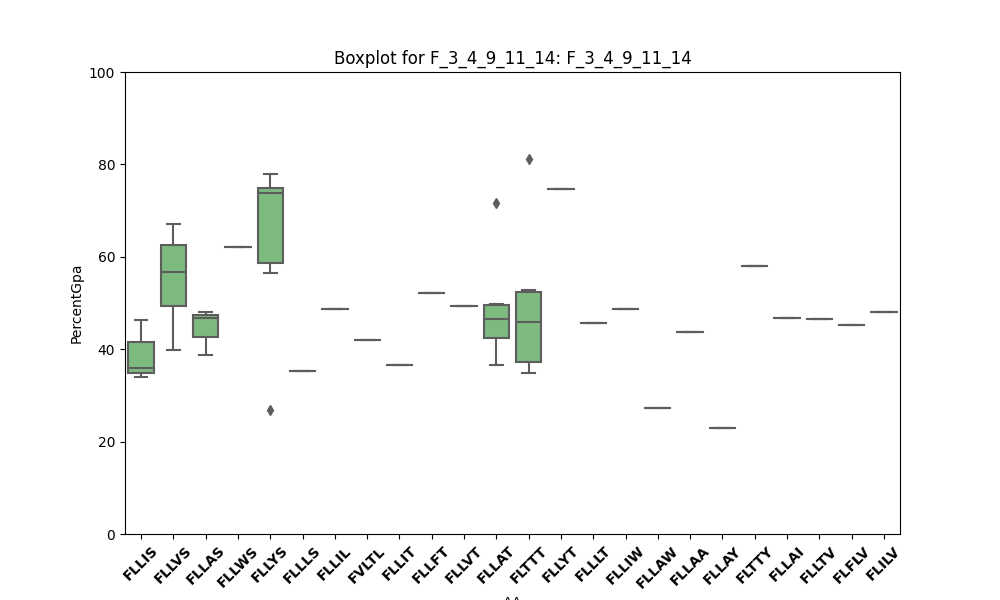 Boxplot for F_3_4_9_11_14: F_3_4_9_11_14
100
80
60
40
20
0
PercentGpa
FLLIS
FLLVS
FLLAS
FLLWS
FLLYS
FLLLS
FLLIL
FVLTL
FLLIT
FLLFT
FLLVT
FLLAT
FLTTT
FLLYT
FLLLT
FLLIW
FLLAW
FLLAA
FLLAY
FLTTY
FLLAI
FLLTV
FLFLV
FLILV
AA